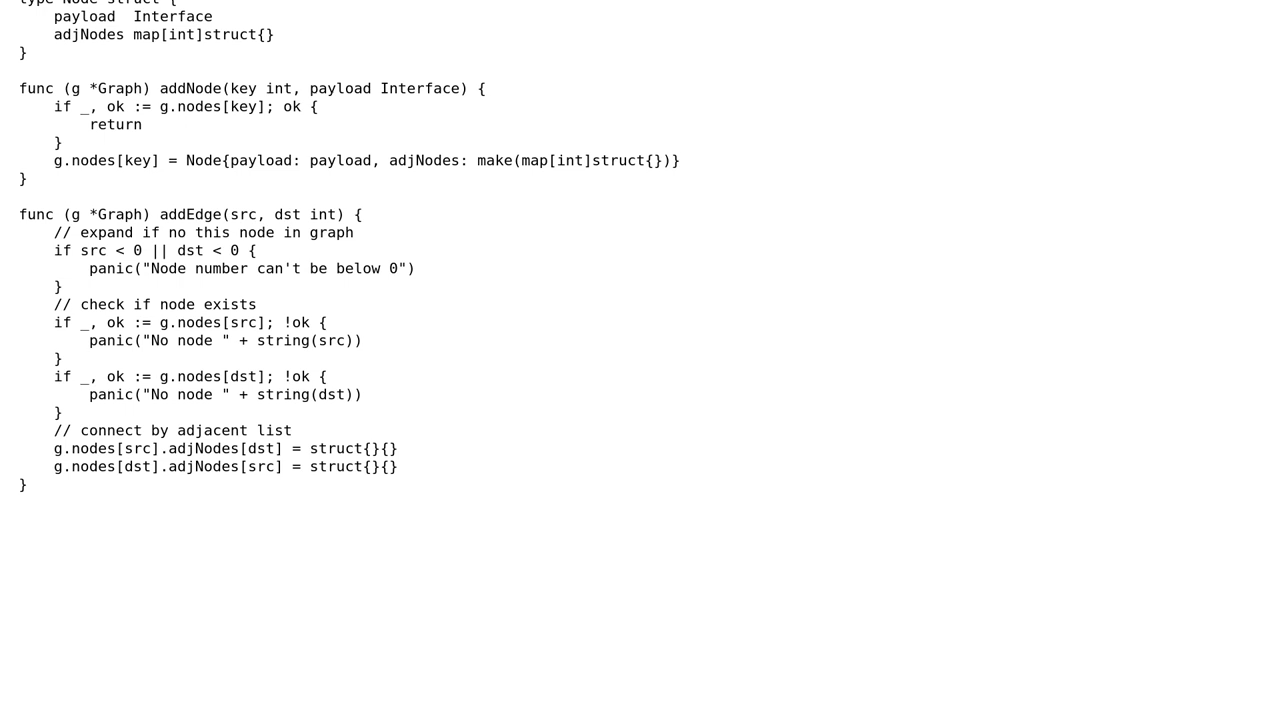 type Node struct {
    payload  Interface
    adjNodes map[int]struct{}
}

func (g *Graph) addNode(key int, payload Interface) {
    if _, ok := g.nodes[key]; ok {
        return
    }
    g.nodes[key] = Node{payload: payload, adjNodes: make(map[int]struct{})}
}

func (g *Graph) addEdge(src, dst int) {
    // expand if no this node in graph
    if src < 0 || dst < 0 {
        panic("Node number can't be below 0")
    }
    // check if node exists
    if _, ok := g.nodes[src]; !ok {
        panic("No node " + string(src))
    }
    if _, ok := g.nodes[dst]; !ok {
        panic("No node " + string(dst))
    }
    // connect by adjacent list
    g.nodes[src].adjNodes[dst] = struct{}{}
    g.nodes[dst].adjNodes[src] = struct{}{}
}